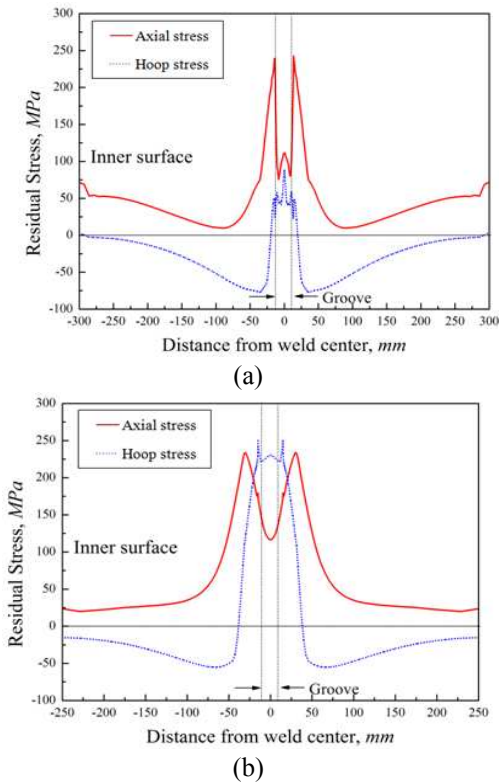 300
Axial stress
250
Hoop stress
200
150
Inner surface
100
50
0
-50
Groove
-100
-300 -250 -200 -150 -100 -50 0 50 100 150 200 250 300
Residual Stress, MPa
Distance from weld center, mm
(a)
300
Axial stress
250
Hoop stress
200
150
Inner surface
100
50
0
-50
Groove
-100
-250 -200 -150 -100 -50 0 50 100 150 200 250
Residual Stress, MPa
Distance from weld center, mm
(b)